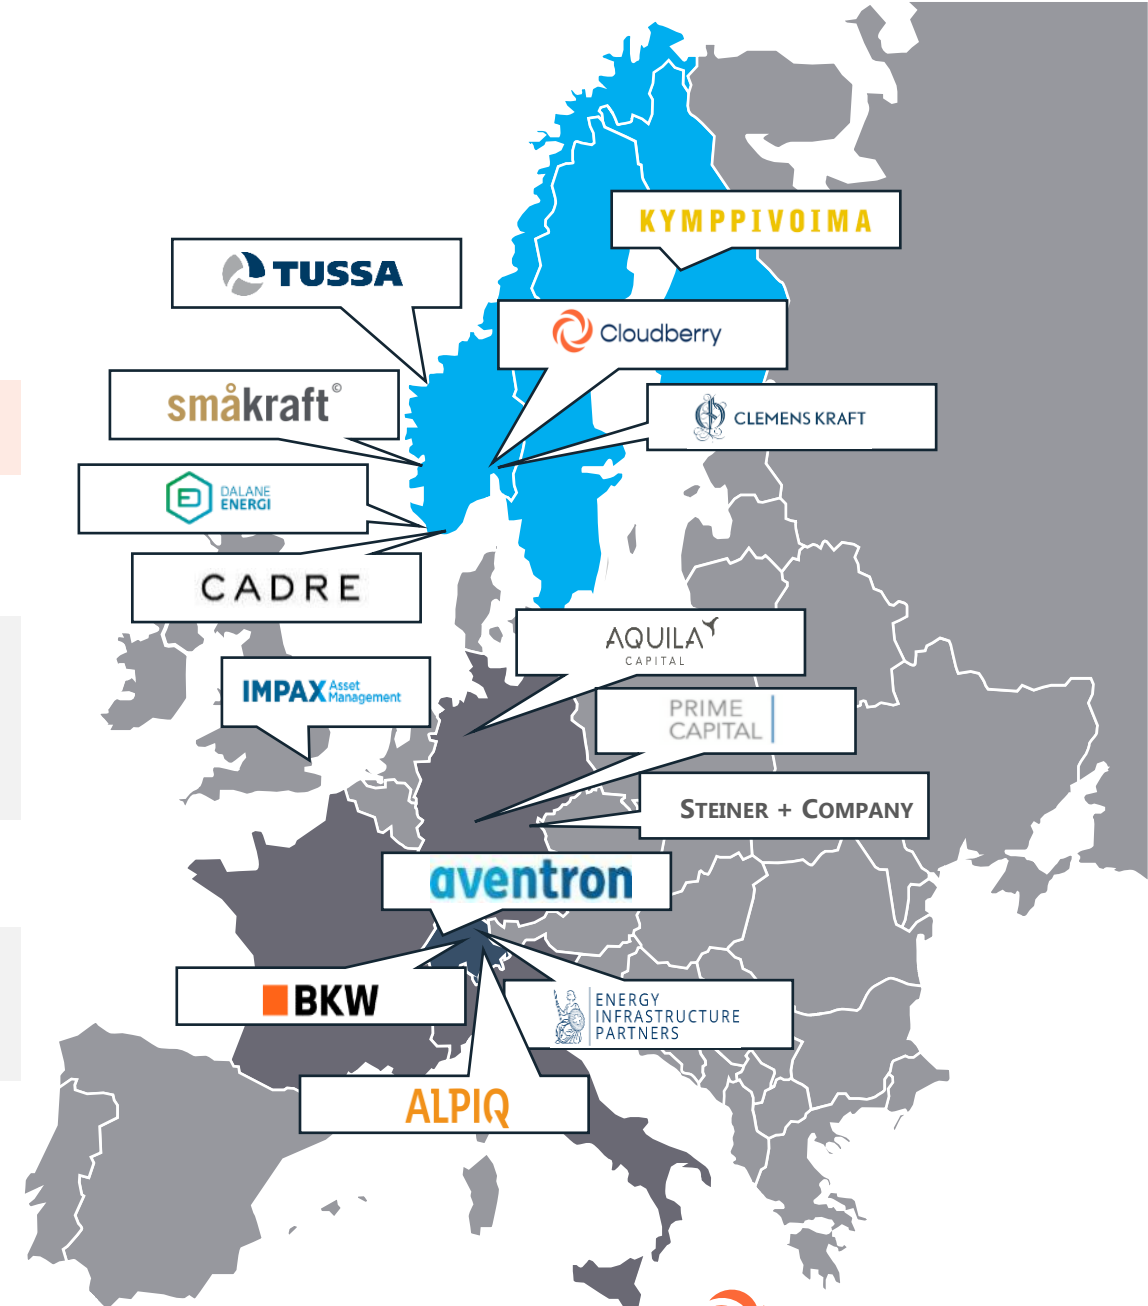 KYMPPIVOIMA
TUSSA
Cloudberry
småkraft©
CLEMENS KRAFT
DALANE
ENERGI
CADRE
AQUILA
CAPITAL
IMPAX Asset
Management
PRIME
CAPITAL
STEINER + COMPANY
aventron
BKW
ENERGY
INFRASTRUCTURE
PARTNERS
ALPIQ